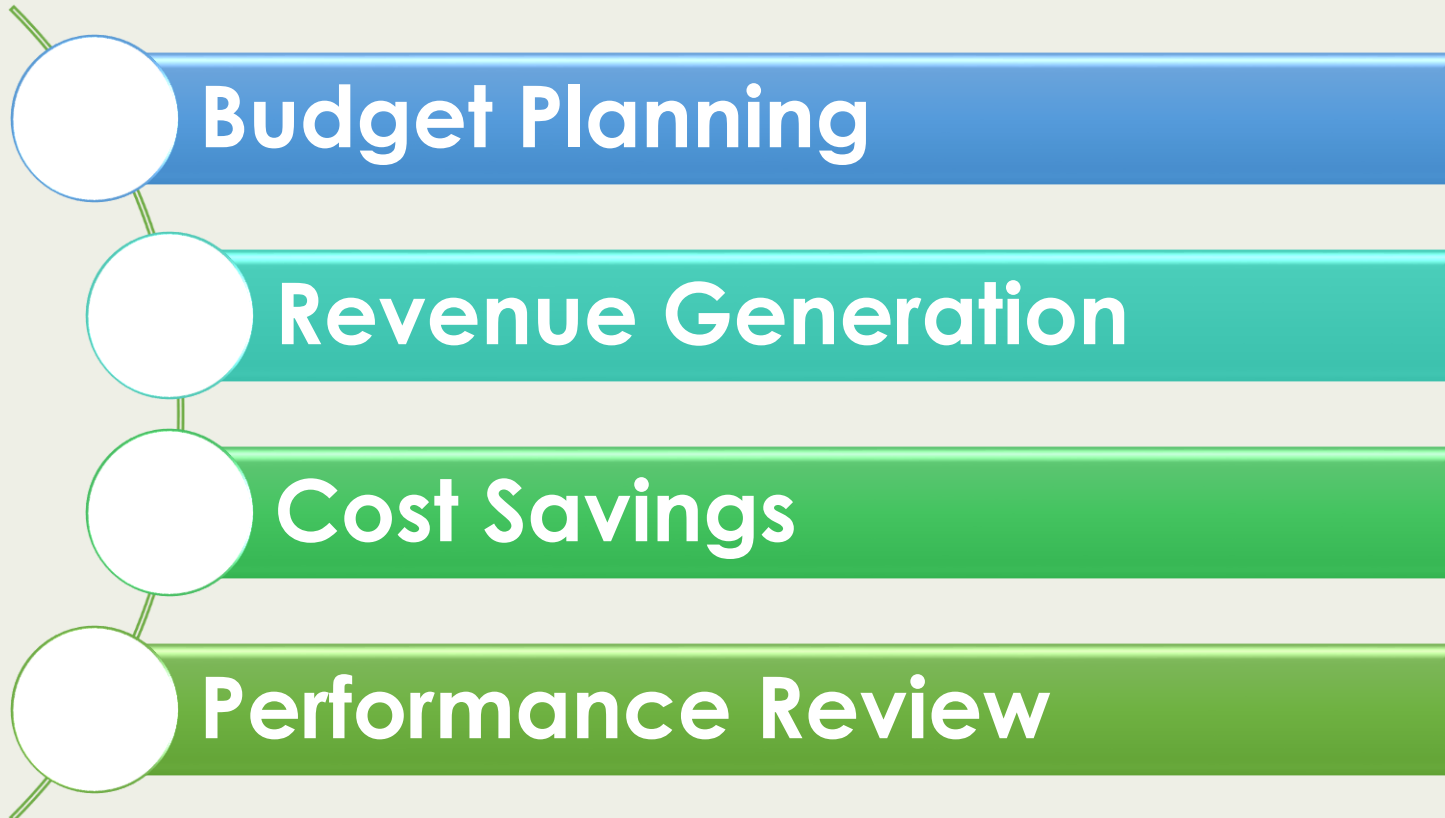 Budget Planning
Revenue Generation
Cost Savings
Performance Review